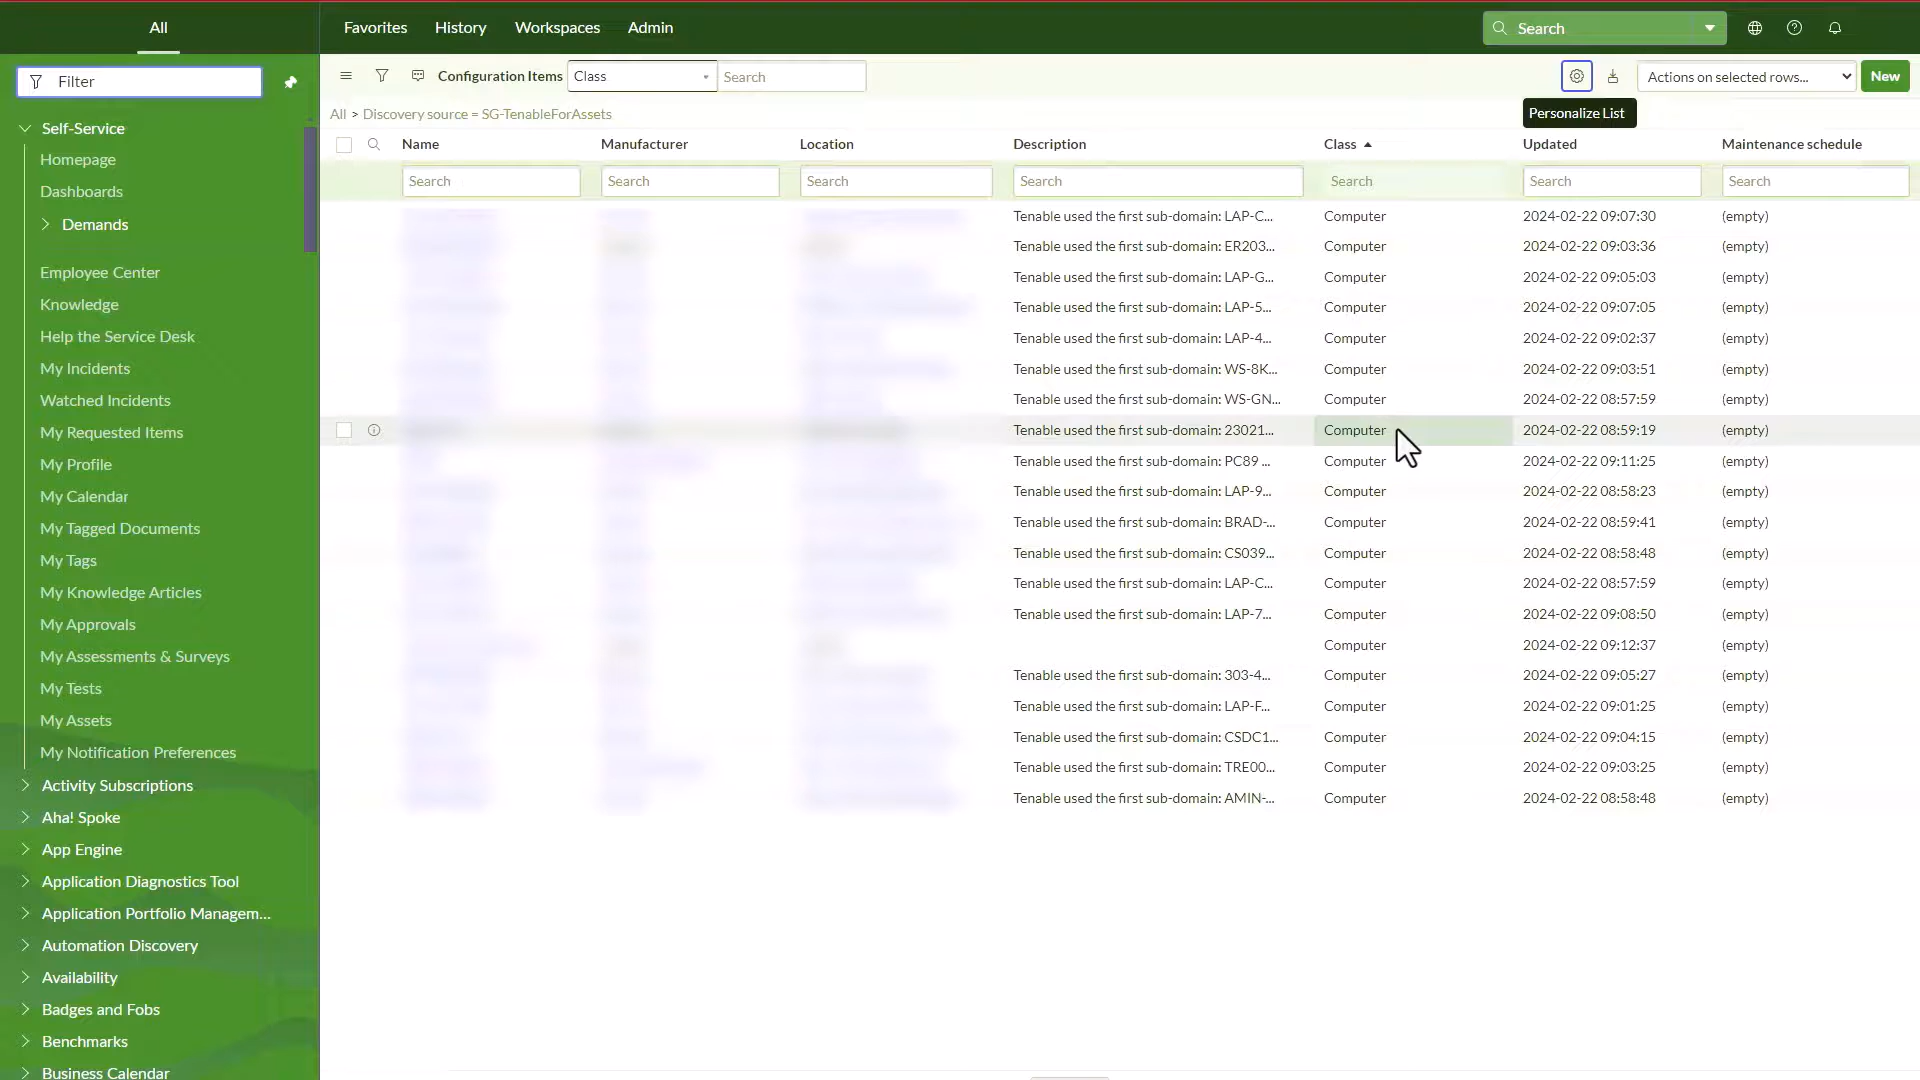 All
Favorites
History
Workspaces
Admin
Search
Filter
Configuration Items
Class
Search
Actions on selected rows...
New
All > Discovery source = SG-TenableForAssets
Personalize List
Name
Manufacturer
Location
Description
Class
Updated
Maintenance schedule
Search
Search
Search
Search
Search
Search
Search
Tenable used the first sub-domain: LAP-C... Computer 2024-02-22 09:07:30 (empty)
Tenable used the first sub-domain: ER203... Computer 2024-02-22 09:03:36 (empty)
Tenable used the first sub-domain: LAP-G... Computer 2024-02-22 09:05:03 (empty)
Tenable used the first sub-domain: LAP-5... Computer 2024-02-22 09:07:05 (empty)
Tenable used the first sub-domain: LAP-4... Computer 2024-02-22 09:02:37 (empty)
Tenable used the first sub-domain: WS-8K... Computer 2024-02-22 09:03:51 (empty)
Tenable used the first sub-domain: WS-GN... Computer 2024-02-22 08:57:59 (empty)
Tenable used the first sub-domain: 23021... Computer 2024-02-22 08:59:19 (empty)
Tenable used the first sub-domain: PC89 ... Computer 2024-02-22 09:11:25 (empty)
Tenable used the first sub-domain: LAP-9... Computer 2024-02-22 08:58:23 (empty)
Tenable used the first sub-domain: BRAD-... Computer 2024-02-22 08:59:41 (empty)
Tenable used the first sub-domain: CS039... Computer 2024-02-22 08:58:48 (empty)
Tenable used the first sub-domain: LAP-C... Computer 2024-02-22 08:57:59 (empty)
Tenable used the first sub-domain: LAP-7... Computer 2024-02-22 09:08:50 (empty)
Computer 2024-02-22 09:12:37 (empty)
Tenable used the first sub-domain: 303-4... Computer 2024-02-22 09:05:27 (empty)
Tenable used the first sub-domain: LAP-F... Computer 2024-02-22 09:01:25 (empty)
Tenable used the first sub-domain: CSDC1... Computer 2024-02-22 09:04:15 (empty)
Tenable used the first sub-domain: TRE00... Computer 2024-02-22 09:03:25 (empty)
Tenable used the first sub-domain: AMIN-... Computer 2024-02-22 08:58:48 (empty)
Self-Service
Homepage
Dashboards
Demands
Employee Center
Knowledge
Help the Service Desk
My Incidents
Watched Incidents
My Requested Items
My Profile
My Calendar
My Tagged Documents
My Tags
My Knowledge Articles
My Approvals
My Assessments & Surveys
My Tests
My Assets
My Notification Preferences
Activity Subscriptions
Aha! Spoke
App Engine
Application Diagnostics Tool
Application Portfolio Managem...
Automation Discovery
Availability
Badges and Fobs
Benchmarks
Business Calendar